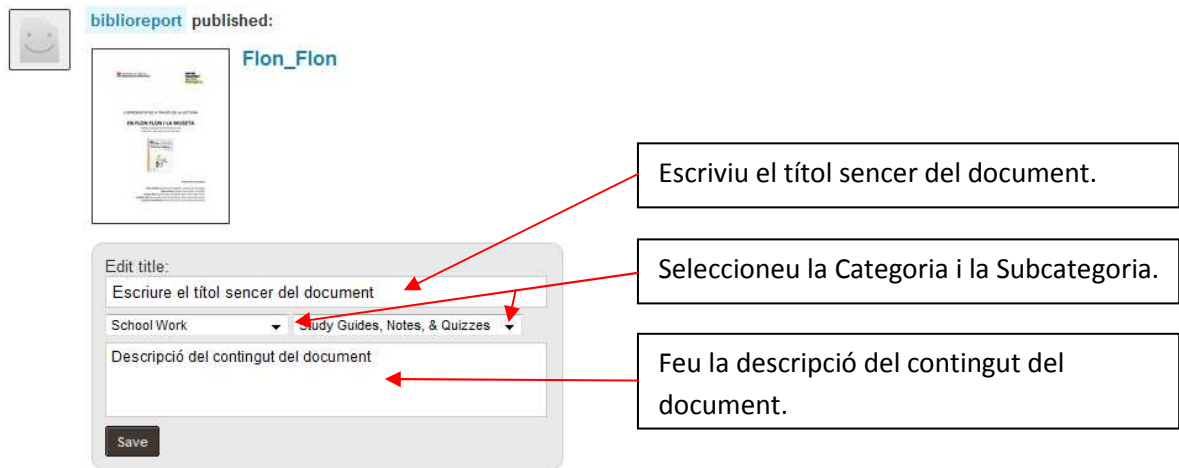 biblioreport published:
Flon_Flon
EN FLON FLON I LA MUSETA
Escriviu el títol sencer del document.
Edit title:
Escriure el títol sencer del document
Seleccioneu la Categoria i la Subcategoria.
School Work
Study Guides, Notes, & Quizzes
Descripció del contingut del document
Feu la descripció del contingut del
document.
Save